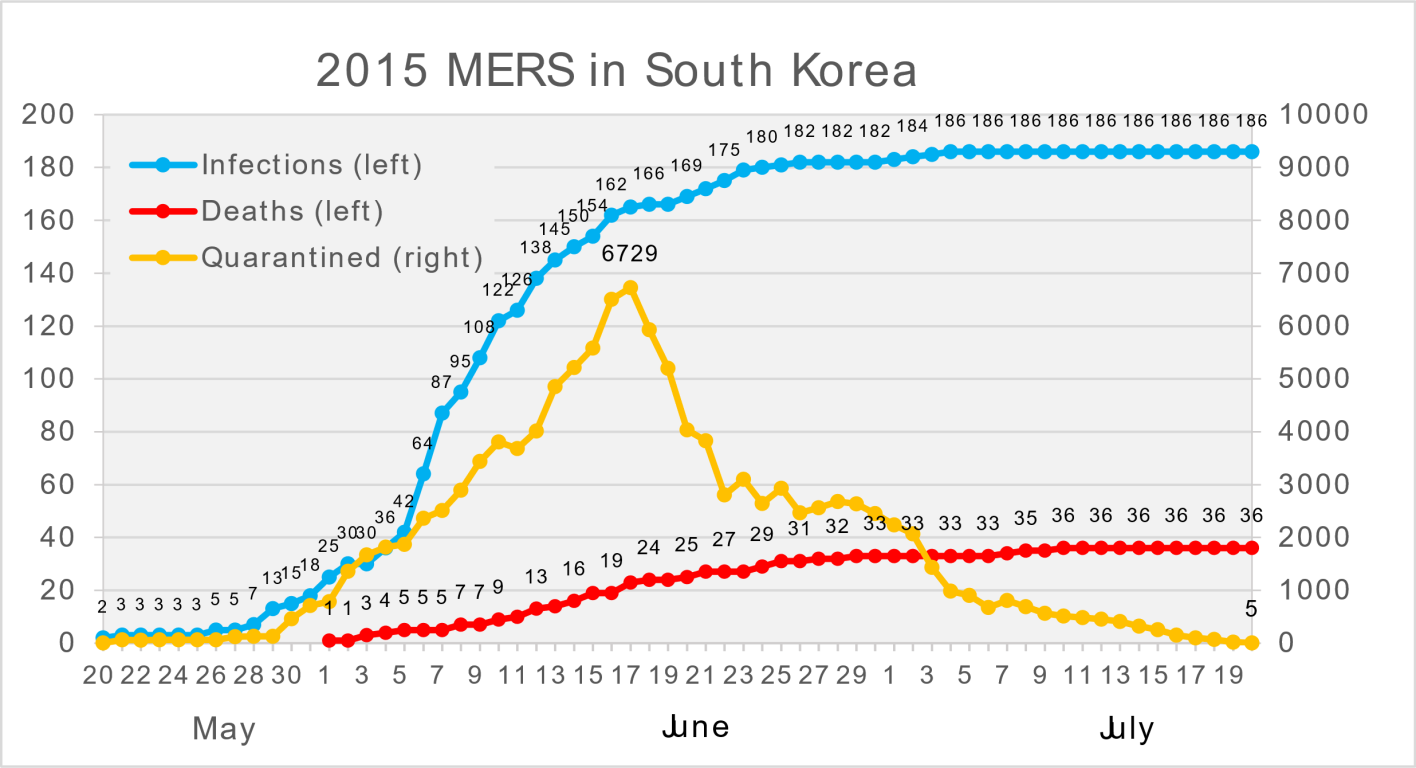 2015 MERS in South Korea
200 10000
180 9000
160 8000
140 7000
120 6000
100 5000
80 4000
60 3000
40 2000
20 1000
0 0
Infections (left)
Deaths (left)
Quarantined (right)
2 3 3 3 3 3 5 5 7 13 15 18 25 30 30 36 42 64 87 95 108 122 126 138 145 150 154 162 166 169 175 180 182 182 182 184 186 186 186 186 186 186 186 186 186
6729
1 1 3 4 5 5 5 7 7 9 13 16 19 24 25 27 29 31 32 33 33 33 33 35 36 36 36 36 36 36
5
20 22 24 26 28 30 1 3 5 7 9 11 13 15 17 19 21 23 25 27 29 1 3 5 7 9 11 13 15 17 19
May June July